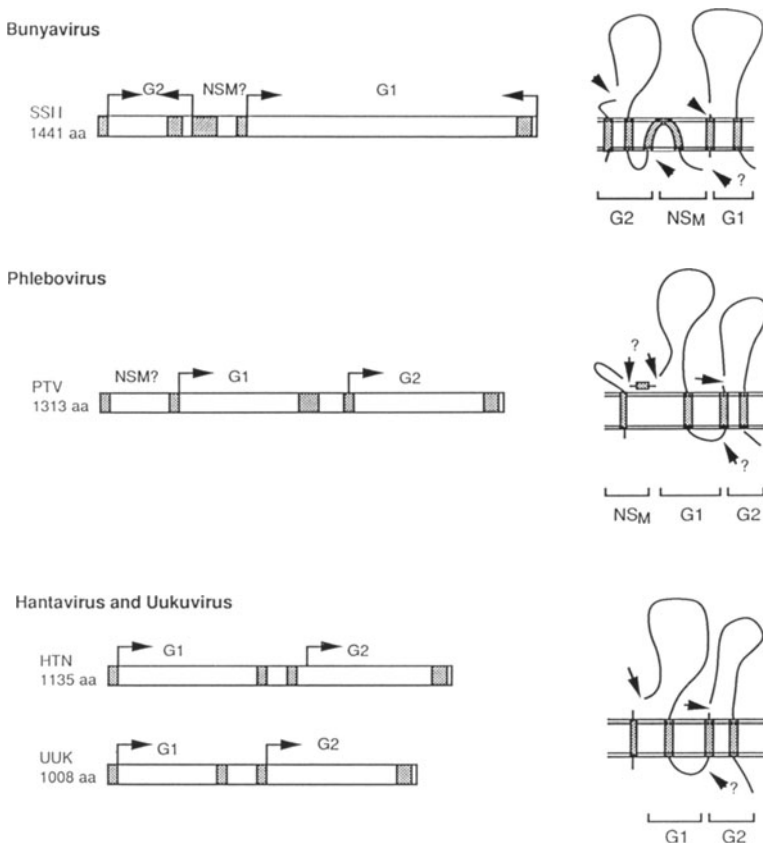 Bunyavirus
G2 NSM? G1
SSH
1441 aa
?
G2 NSM G1
Phlebovirus
?
NSM? G1 G2
PTV
1313 aa
?
NSM G1 G2
Hantavirus and Uukuvirus
HTN
1135 aa
G1 G2
UUK
1008 aa
G1 G2
?
G1 G2